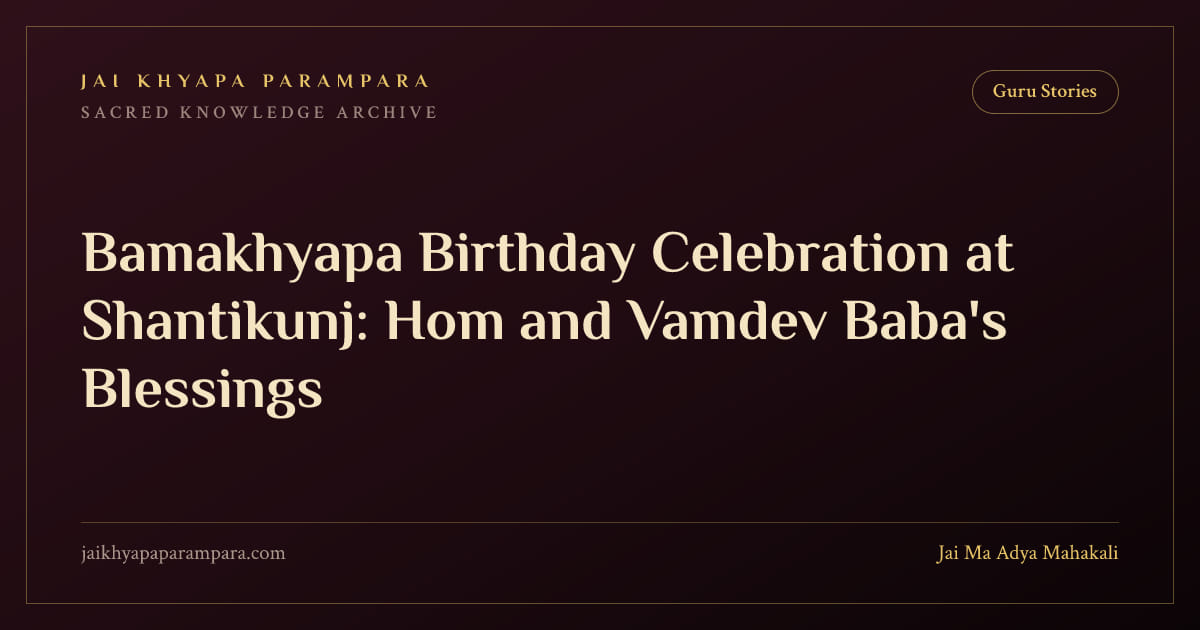 JAI KHYAPA PARAMPARA
SACRED KNOWLEDGE ARCHIVE
Guru Stories
Bamakhyapa Birthday Celebration at
Shantikunj: Hom and Vamdev Baba's
Blessings
jaikhyapaparampara.com
Jai Ma Adya Mahakali